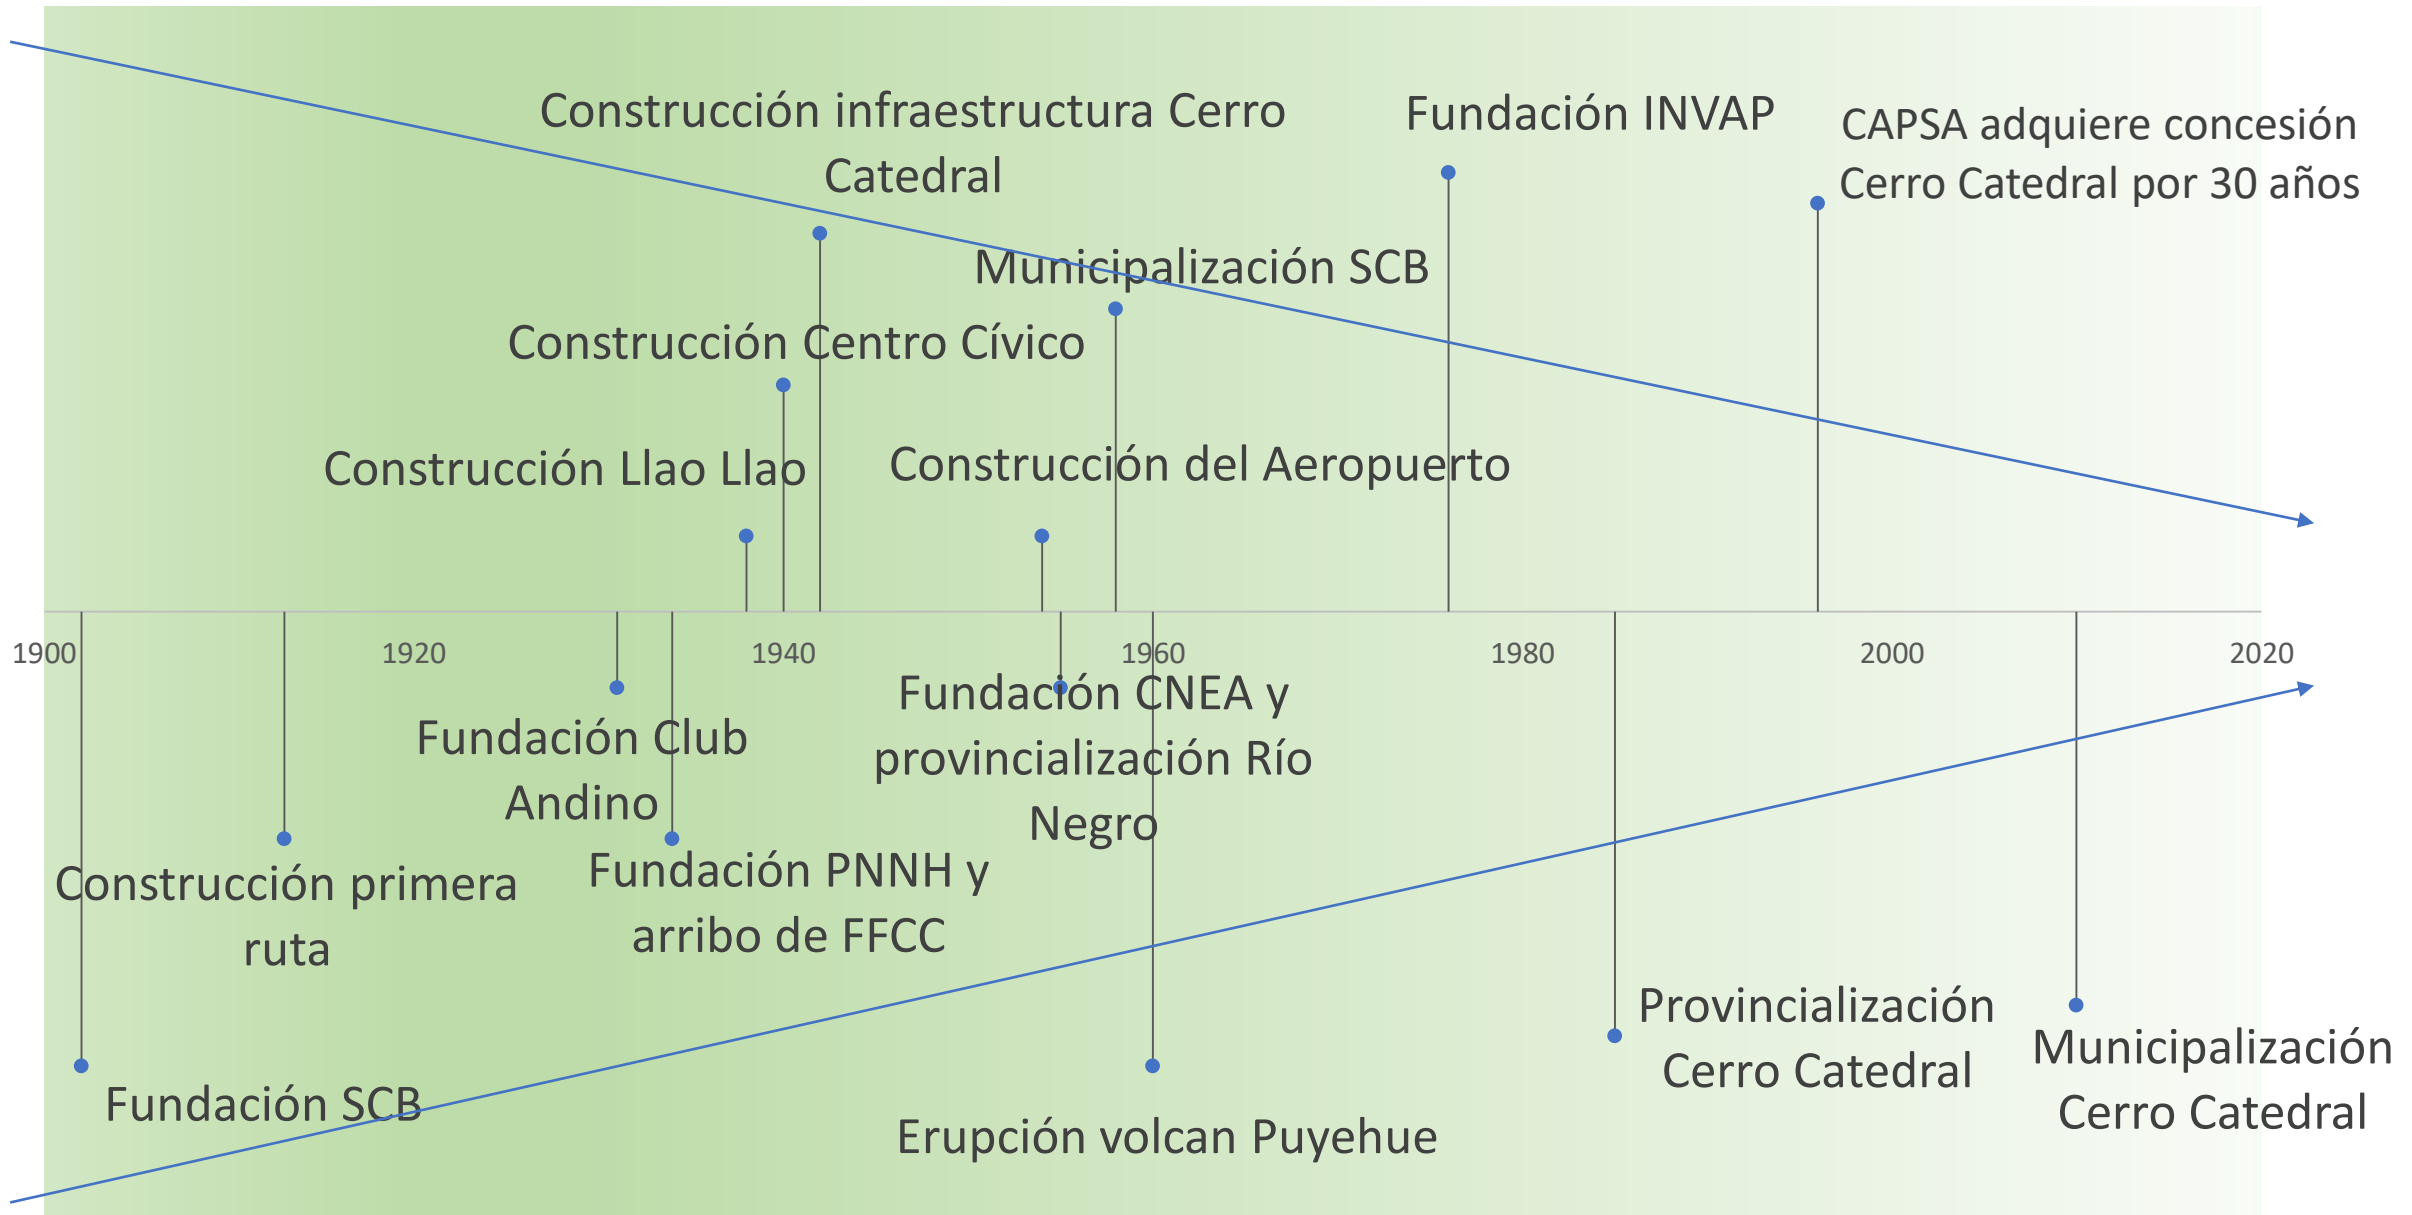 Construcción infraestructura Cerro
Catedral
Fundación INVAP
CAPSA adquiere concesión
Cerro Catedral por 30 años
Municipalización SCB
Construcción Centro Cívico
Construcción Llao Llao
Construcción del Aeropuerto
1900
1920
1940
1960
1980
2000
2020
Fundación CNEA y
provincialización Río
Negro
Fundación Club
Andino
Construcción primera
ruta
Fundación PNNH y
arribo de FFCC
Provincialización
Cerro Catedral
Municipalización
Cerro Catedral
Fundación SCB
Erupción volcan Puyehue